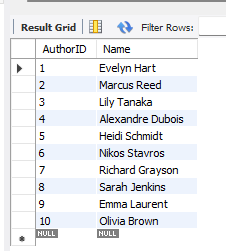 Result Grid Filter Rows:
AuthorID Name
1 Evelyn Hart
2 Marcus Reed
3 Lily Tanaka
4 Alexandre Dubois
5 Heidi Schmidt
6 Nikos Stavros
7 Richard Grayson
8 Sarah Jenkins
9 Emma Laurent
10 Olivia Brown
NULL NULL